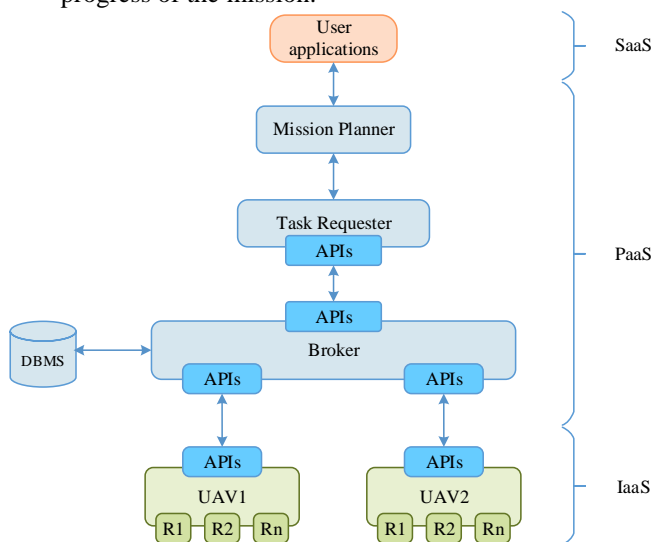 progress of the mission.
User
applications
SaaS
Mission Planner
Task Requester
APIs
PaaS
APIs
Broker
DBMS
APIs
APIs
APIs
APIs
UAV1
UAV2
IaaS
R1
R2
Rn
R1
R2
Rn